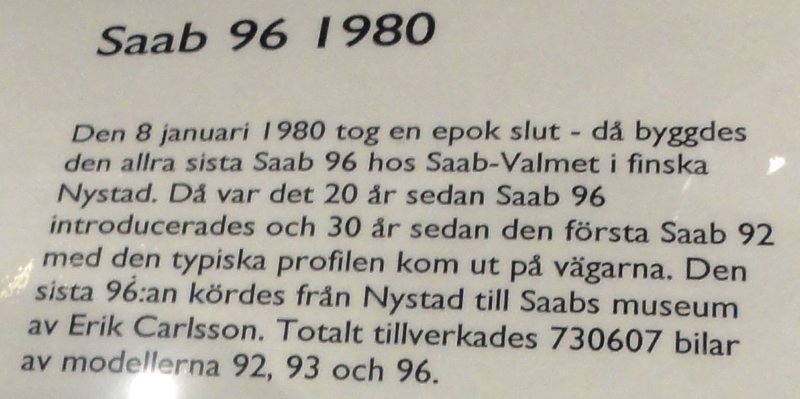 Saab 96 1980
Den 8 januari 1980 tog en epok slut - då byggdes
den allra sista Saab 96 hos Saab-Valmet i finska
Nystad. Då var det 20 år sedan Saab 96
introducerades och 30 år sedan den första Saab 92
med den typiska profilen kom ut på vägarna. Den
sista 96:an kördes från Nystad till Saabs museum
av Erik Carlsson. Totalt tillverkades 730607 bilar
av modellerna 92, 93 och 96.